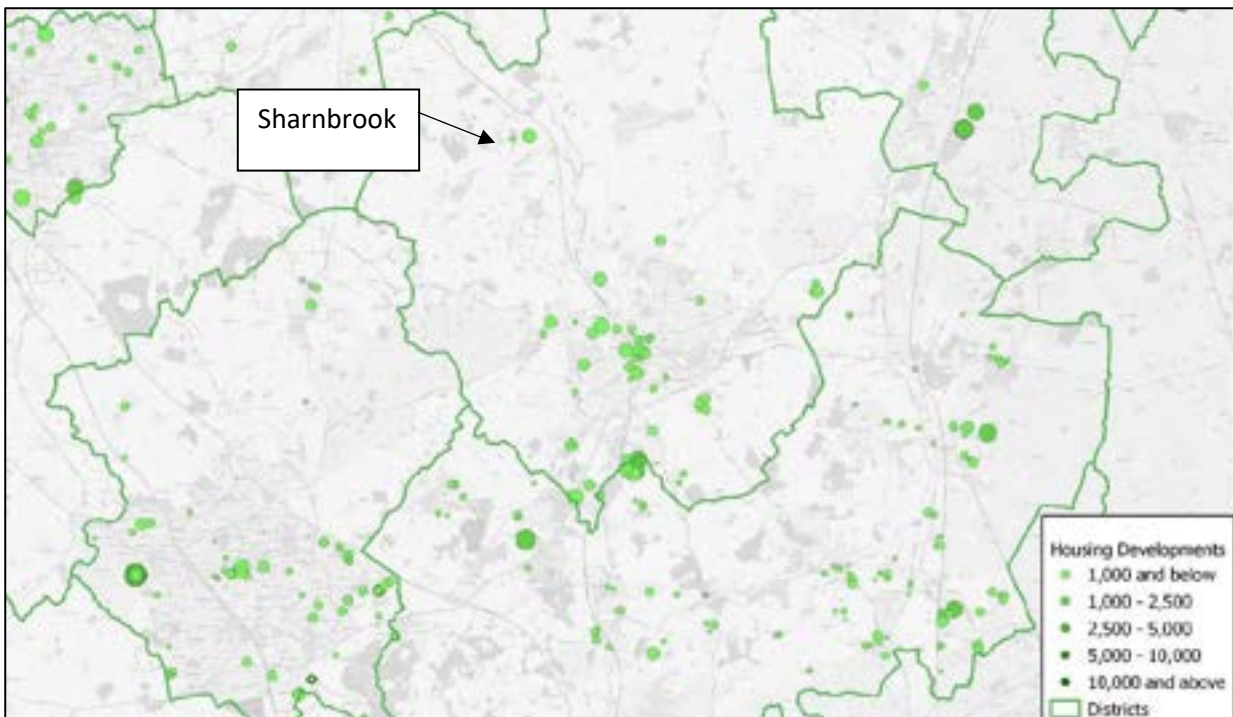 Sharnbrook
Housing Developments
1,000 and below
1,000 - 2,500
2,500 - 5,000
5,000 - 10,000
10,000 and above
Districts